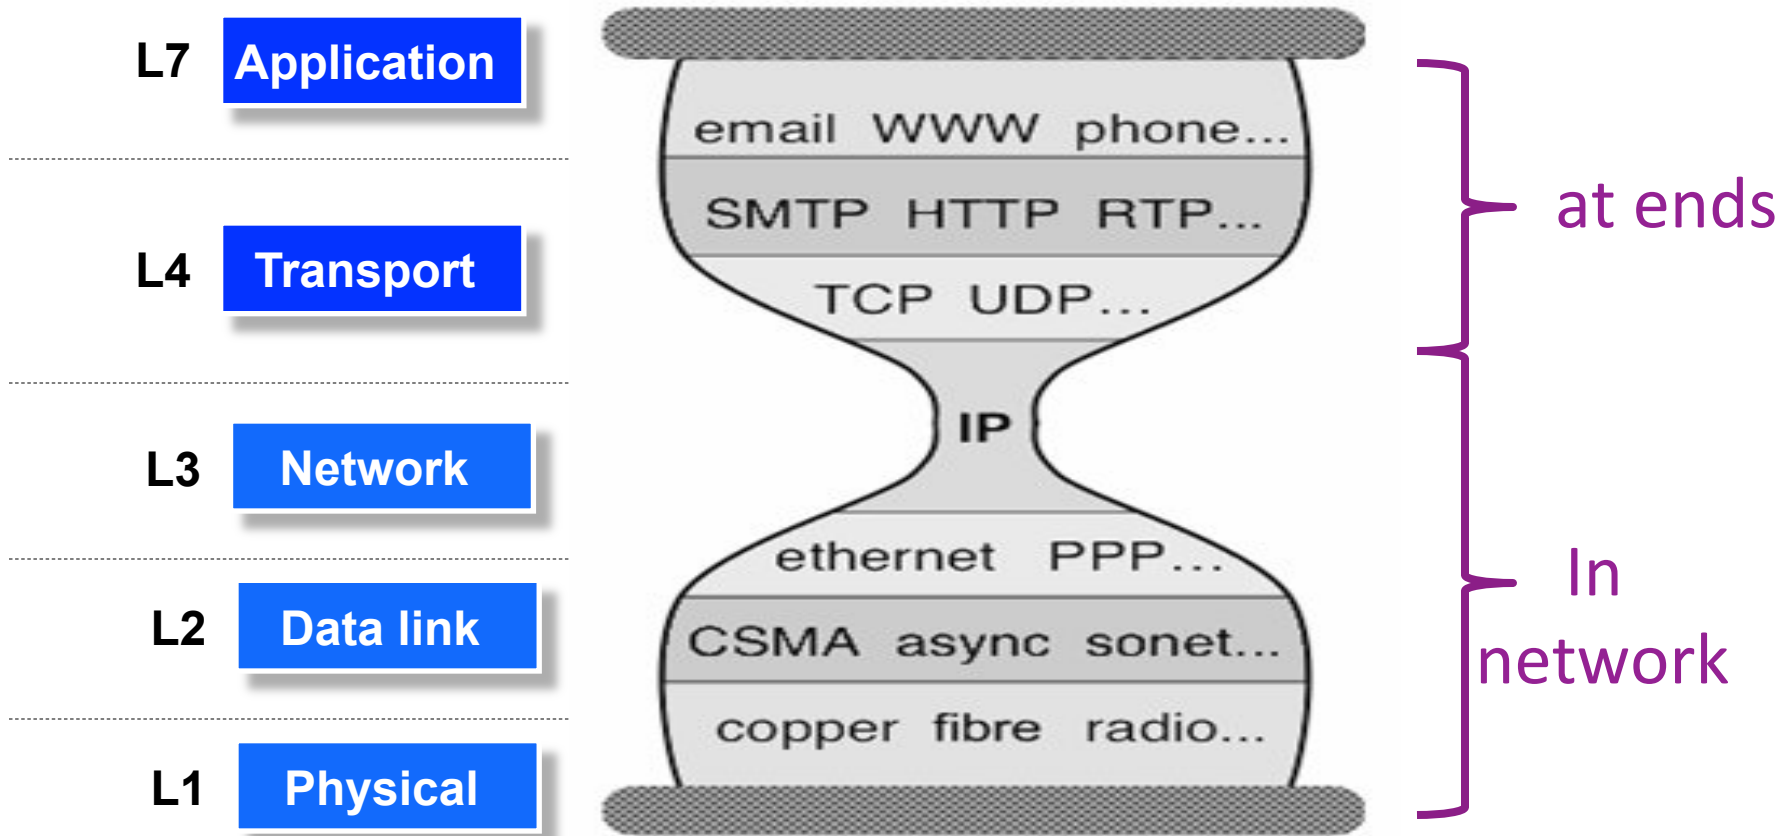 L7 Application
email WWW phone...
SMTP HTTP RTP...
at ends
L4 Transport
TCP UDP...
IP
L3 Network
ethernet PPP...
In
network
L2 Data link
CSMA async sonet...
copper fibre radio...
L1 Physical